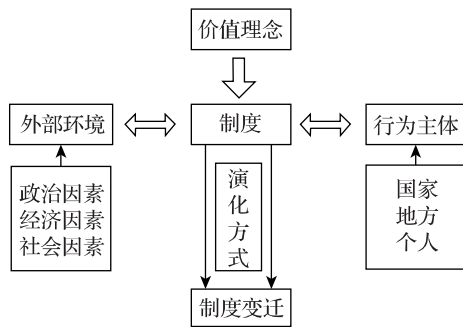 价值理念
外部环境
制度
行为主体
政治因素
经济因素
社会因素
演化方式
国家
地方
个人
制度变迁